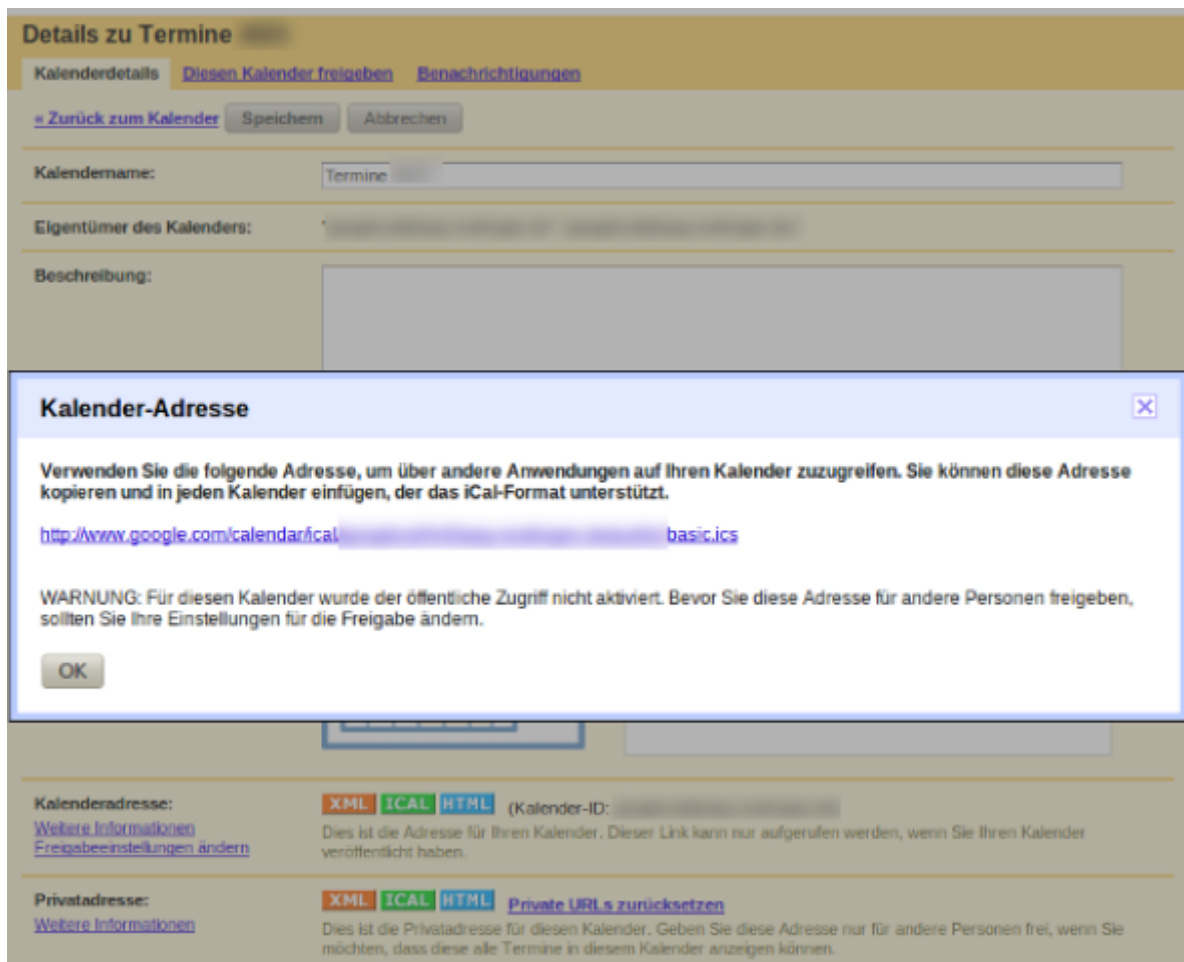 Details zu Termine
Kalenderdetails Diesen Kalender freigeben Benachrichtigungen
« Zurück zum Kalender Speichern Abbrechen
Kalendername: Termine
Eigentümer des Kalenders:
Beschreibung:
Kalender-Adresse
Verwenden Sie die folgende Adresse, um über andere Anwendungen auf Ihren Kalender zuzugreifen. Sie können diese Adresse
kopieren und in jeden Kalender einfügen, der das iCal-Format unterstützt.
http://www.google.com/calendar/ical/ basic.ics
WARNUNG: Für diesen Kalender wurde der öffentliche Zugriff nicht aktiviert. Bevor Sie diese Adresse für andere Personen freigeben,
sollten Sie Ihre Einstellungen für die Freigabe ändern.
OK
Kalenderadresse: XML ICAL HTML (Kalender-ID:
Weitere Informationen
Freigabeeinstellungen ändern
Dies ist die Adresse für Ihren Kalender. Dieser Link kann nur aufgerufen werden, wenn Sie Ihren Kalender
veröffentlicht haben.
Privatadresse: XML ICAL HTML Private URLs zurücksetzen
Weitere Informationen
Dies ist die Privatadresse für diesen Kalender. Geben Sie diese Adresse nur für andere Personen frei, wenn Sie
möchten, dass diese alle Termine in diesem Kalender anzeigen können.